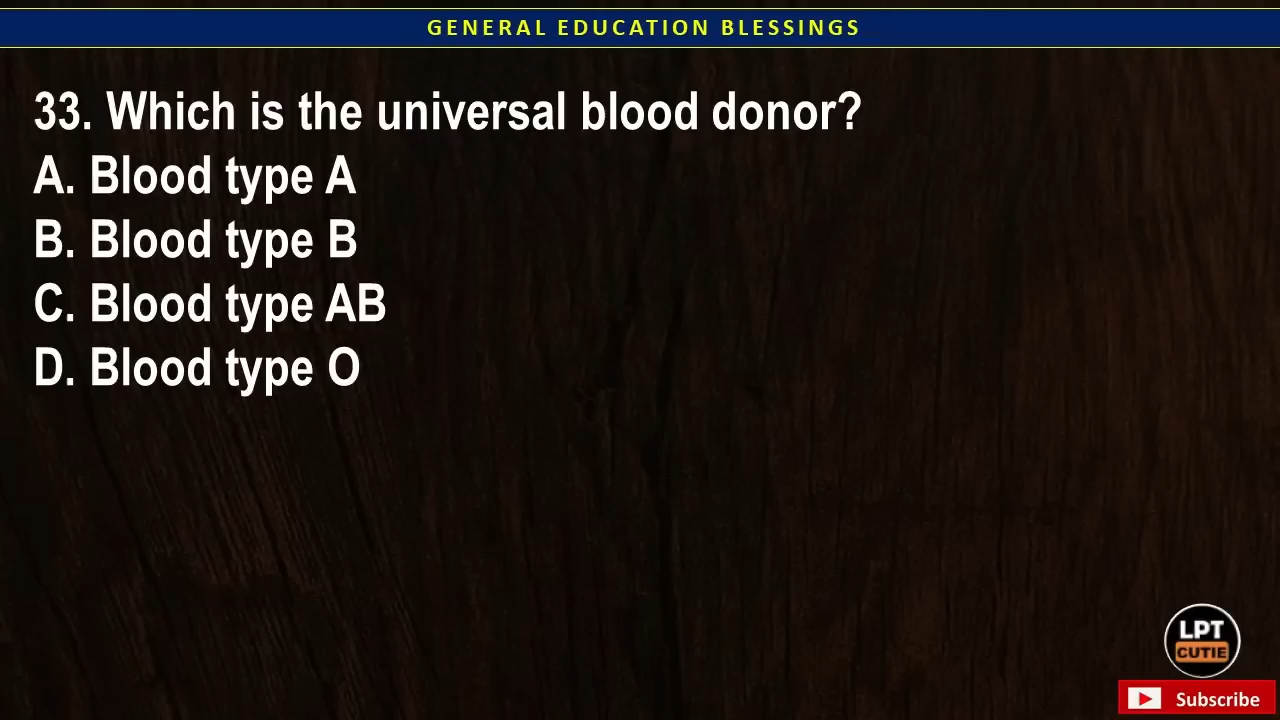 GENERAL EDUCATION BLESSINGS
33. Which is the universal blood donor?
A. Blood type A
B. Blood type B
C. Blood type AB
D. Blood type O
LPT
CUTIE
Subscribe